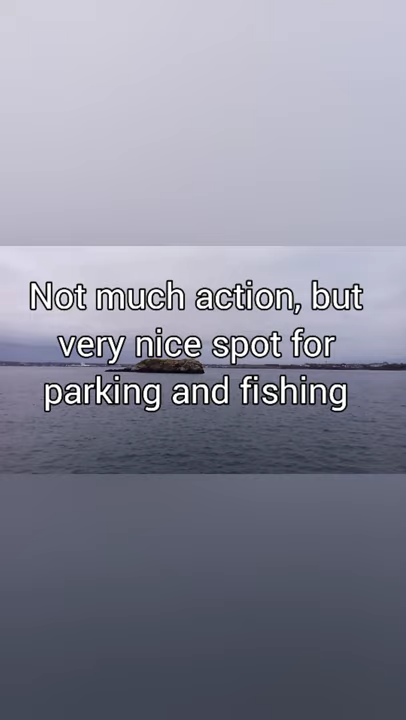 Not much action, but
very nice spot for
parking and fishing